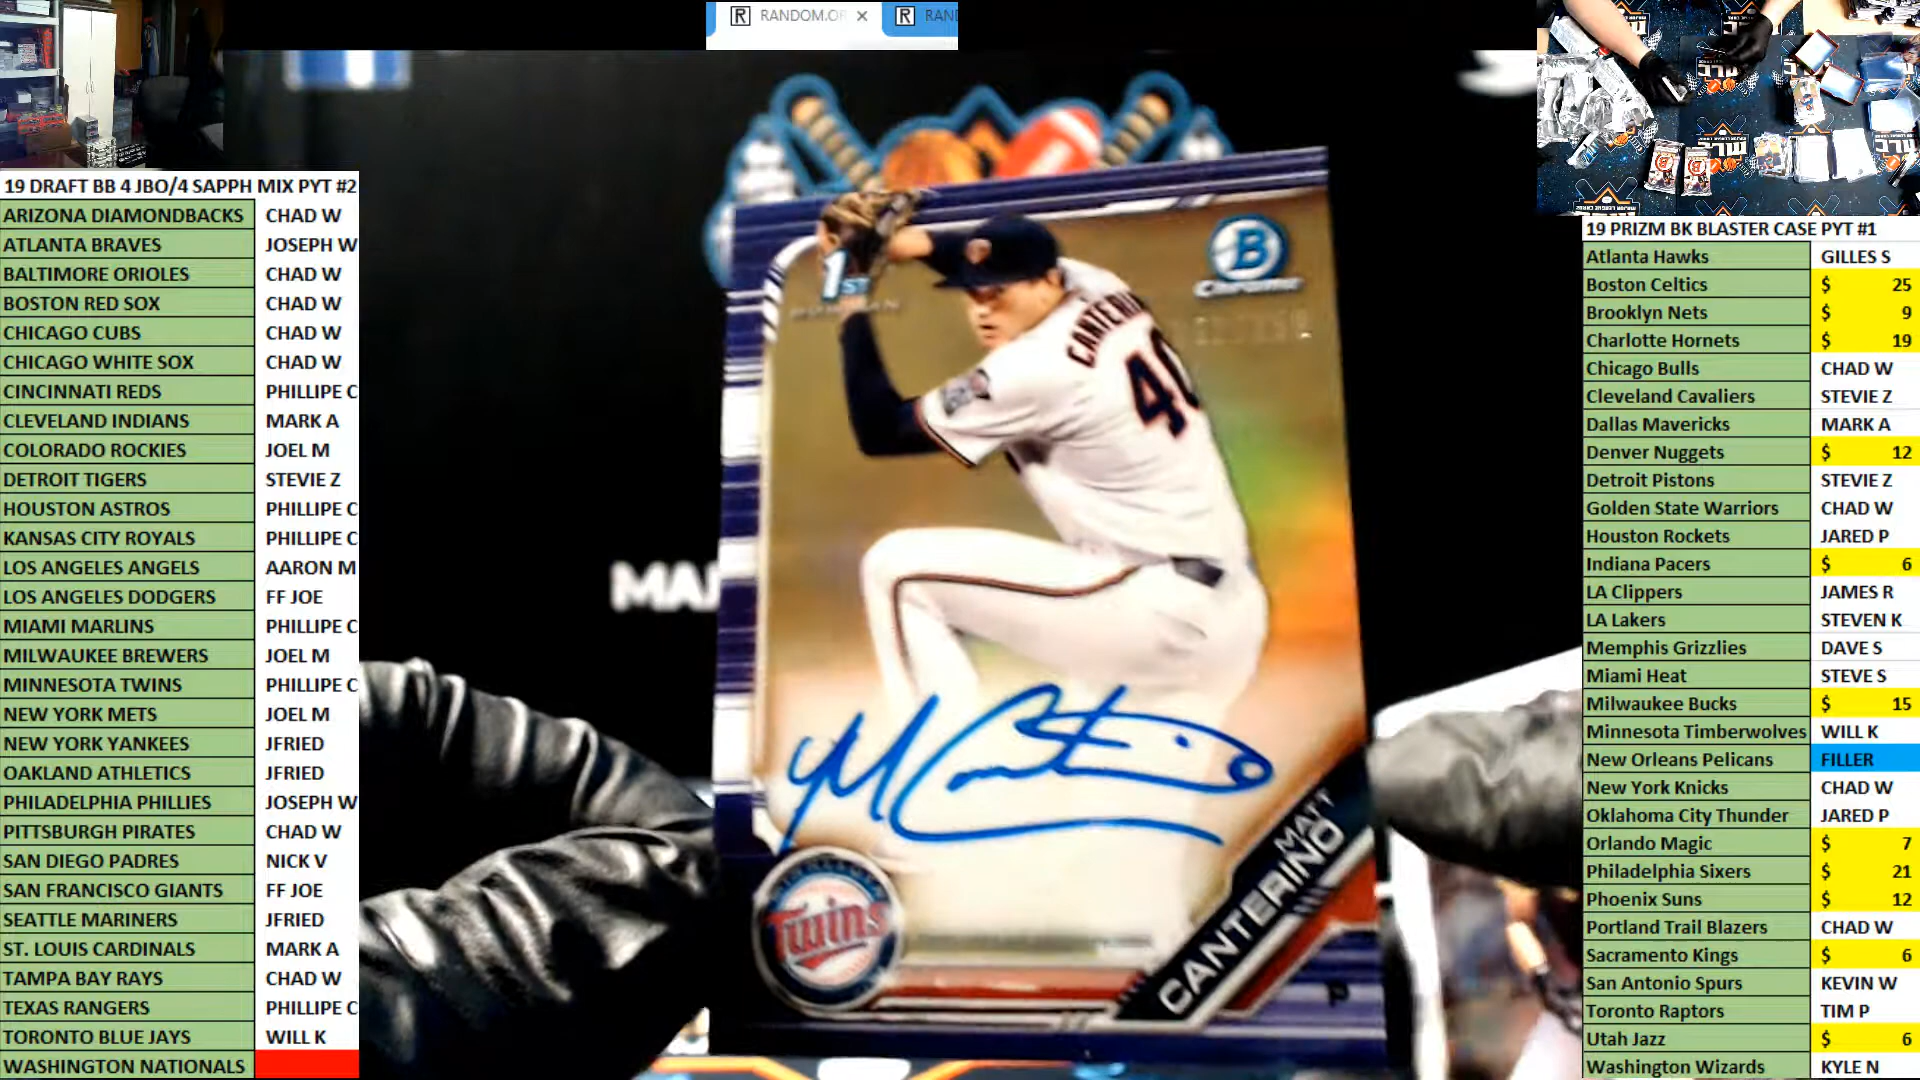 RANDOM.OR
RAN
19 DRAFT BB 4 JBO/4 SAPPH MIX PYT #2
ARIZONA DIAMONDBACKS CHAD W
ATLANTA BRAVES JOSEPH W
BALTIMORE ORIOLES CHAD W
BOSTON RED SOX CHAD W
CHICAGO CUBS CHAD W
CHICAGO WHITE SOX CHAD W
CINCINNATI REDS PHILLIPE C
CLEVELAND INDIANS MARK A
COLORADO ROCKIES JOEL M
DETROIT TIGERS STEVIE Z
HOUSTON ASTROS PHILLIPE C
KANSAS CITY ROYALS PHILLIPE C
LOS ANGELES ANGELS AARON M
LOS ANGELES DODGERS FF JOE
MIAMI MARLINS PHILLIPE C
MILWAUKEE BREWERS JOEL M
MINNESOTA TWINS PHILLIPE C
NEW YORK METS JOEL M
NEW YORK YANKEES JFRIED
OAKLAND ATHLETICS JFRIED
PHILADELPHIA PHILLIES JOSEPH W
PITTSBURGH PIRATES CHAD W
SAN DIEGO PADRES NICK V
SAN FRANCISCO GIANTS FF JOE
SEATTLE MARINERS JFRIED
ST. LOUIS CARDINALS MARK A
TAMPA BAY RAYS CHAD W
TEXAS RANGERS PHILLIPE C
TORONTO BLUE JAYS WILL K
WASHINGTON NATIONALS
1ST
B
Chrome
CANTERI
40
MA
Twins
MATT
CANTERINO
19 PRIZM BK BLASTER CASE PYT #1
Atlanta Hawks GILLES S
Boston Celtics $ 25
Brooklyn Nets $ 9
Charlotte Hornets $ 19
Chicago Bulls CHAD W
Cleveland Cavaliers STEVIE Z
Dallas Mavericks MARK A
Denver Nuggets $ 12
Detroit Pistons STEVIE Z
Golden State Warriors CHAD W
Houston Rockets JARED P
Indiana Pacers $ 6
LA Clippers JAMES R
LA Lakers STEVEN K
Memphis Grizzlies DAVE S
Miami Heat STEVE S
Milwaukee Bucks $ 15
Minnesota Timberwolves WILL K
New Orleans Pelicans FILLER
New York Knicks CHAD W
Oklahoma City Thunder JARED P
Orlando Magic $ 7
Philadelphia Sixers $ 21
Phoenix Suns $ 12
Portland Trail Blazers CHAD W
Sacramento Kings $ 6
San Antonio Spurs KEVIN W
Toronto Raptors TIM P
Utah Jazz $ 6
Washington Wizards KYLE N